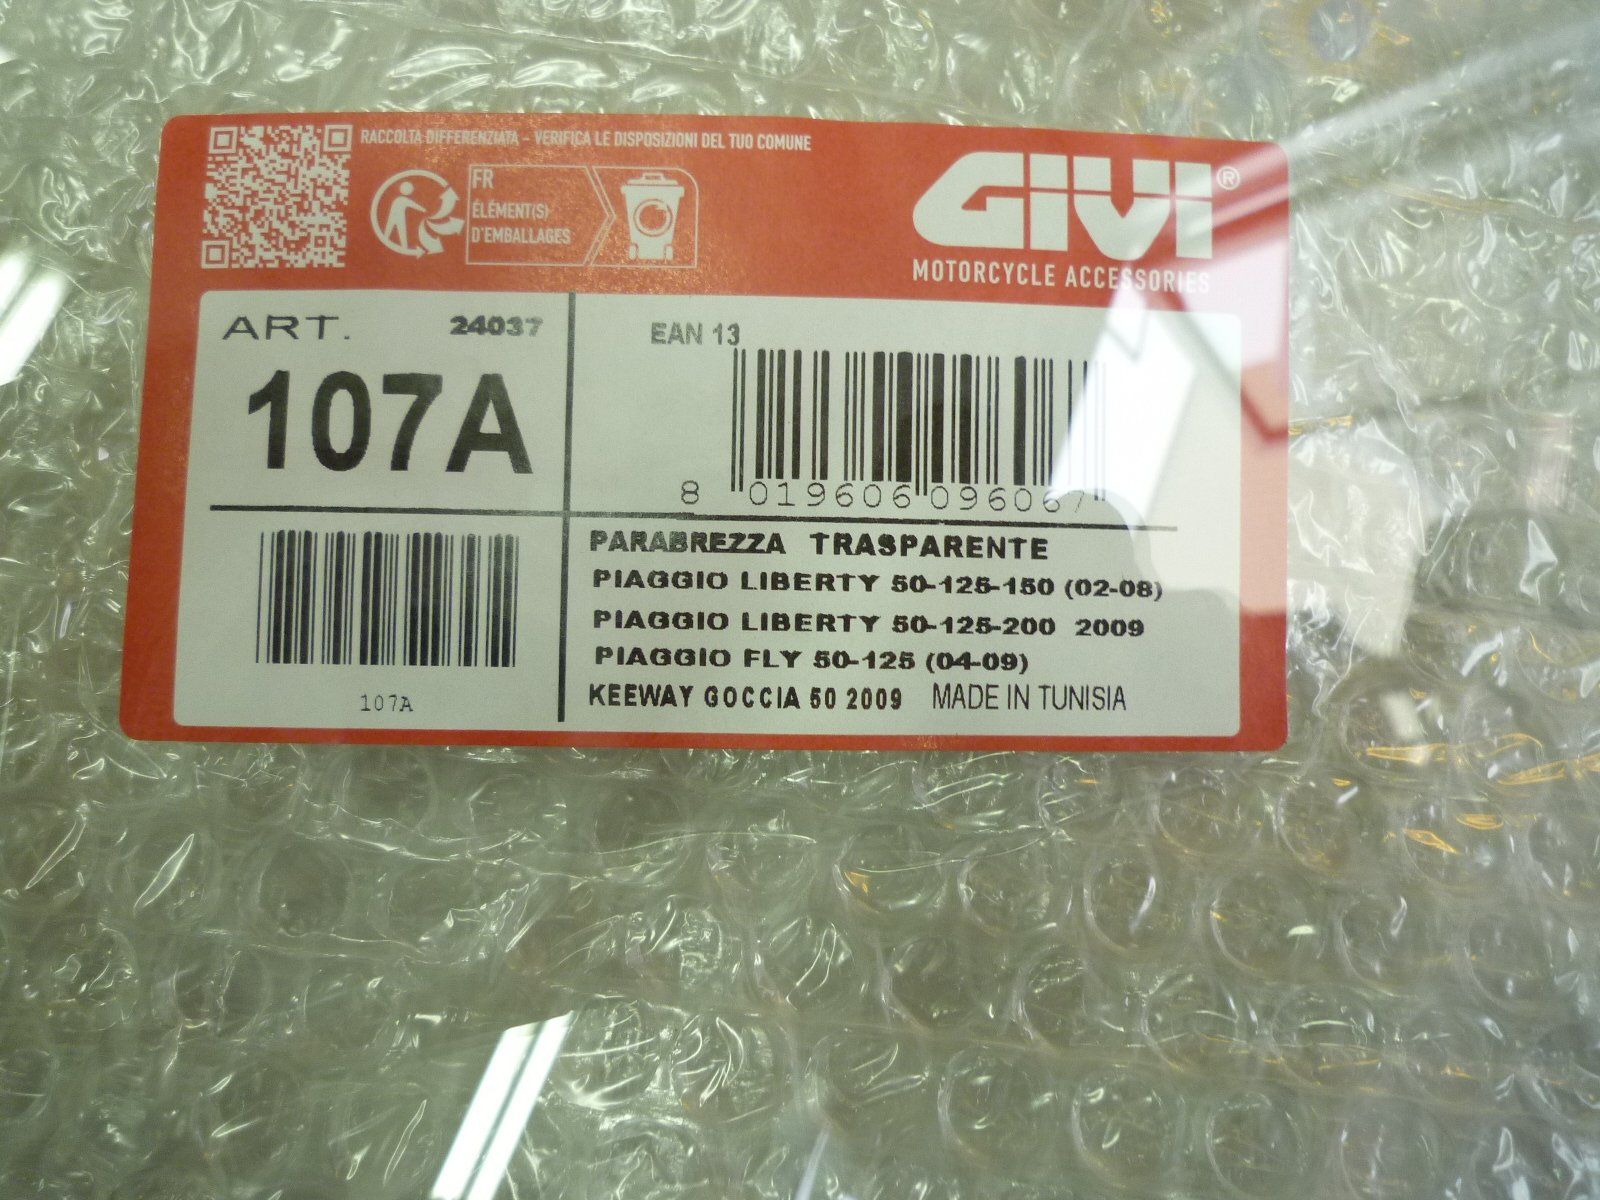 RACCOLTA DIFFERENZIATA - VERIFICA LE DISPOSIZIONI DEL TUO COMUNE
FR
ÉLÉMENT(S)
D'EMBALLAGES
GIVI®
MOTORCYCLE ACCESSORIES
ART. 24037
107A
107A
EAN 13
8 019606 096067
PARABREZZA TRASPARENTE
PIAGGIO LIBERTY 50-125-150 (02-08)
PIAGGIO LIBERTY 50-125-200 2009
PIAGGIO FLY 50-125 (04-09)
KEEWAY GOCCIA 50 2009 MADE IN TUNISIA